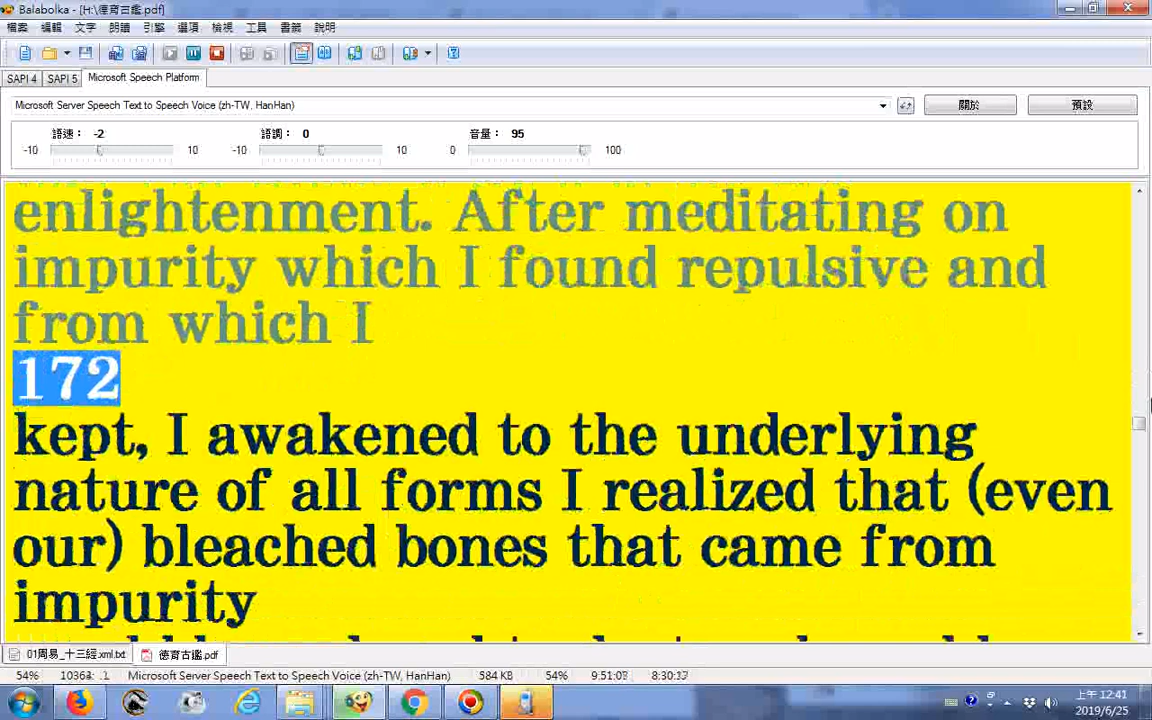 Balabolka - [H:\德育古鑑.pdf]
檔案 編輯 文字 朗讀 引擎 選項 檢視 工具 書籤 說明
SAPI 4 SAPI 5 Microsoft Speech Platform
Microsoft Server Speech Text to Speech Voice (zh-TW, HanHan) 關於 預設
語速： -2 語調： 0 音量： 95
-10 10 -10 10 0 100
enlightenment. After meditating on
impurity which I found repulsive and
from which I
172
kept, I awakened to the underlying
nature of all forms I realized that (even
our) bleached bones that came from
impurity
01周易_十三經.xml.txt 德育古鑑.pdf
54% Microsoft Server Speech Text to Speech Voice (zh-TW, HanHan) 584 KB 54%
上午 12:41
2019/6/25